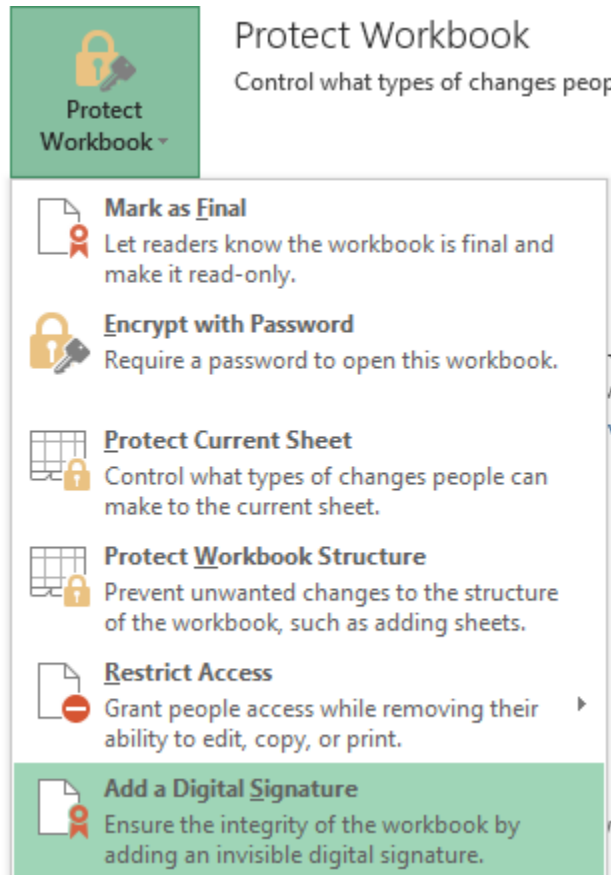 Protect Workbook
Control what types of changes peop
Protect
Workbook
Mark as Final
Let readers know the workbook is final and
make it read-only.
Encrypt with Password
Require a password to open this workbook.
Protect Current Sheet
Control what types of changes people can
make to the current sheet.
Protect Workbook Structure
Prevent unwanted changes to the structure
of the workbook, such as adding sheets.
Restrict Access
Grant people access while removing their
ability to edit, copy, or print.
Add a Digital Signature
Ensure the integrity of the workbook by
adding an invisible digital signature.